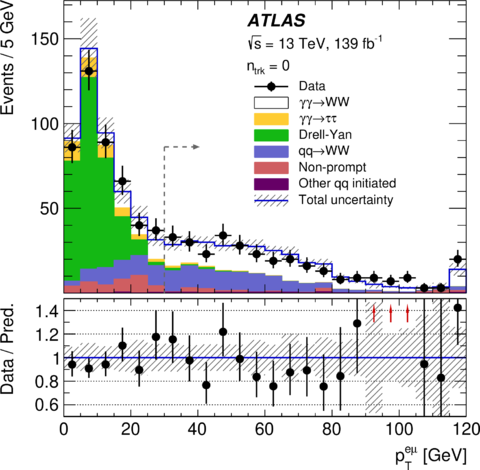 ATLAS
√s = 13 TeV, 139 fb⁻¹
n_trk = 0
Data
γγ→WW
γγ→ττ
Drell-Yan
qq→WW
Non-prompt
Other qq initiated
Total uncertainty
Events / 5 GeV
150
100
50
Data / Pred.
1.4
1.2
1
0.8
0.6
0 20 40 60 80 100 120
p_T^eμ [GeV]